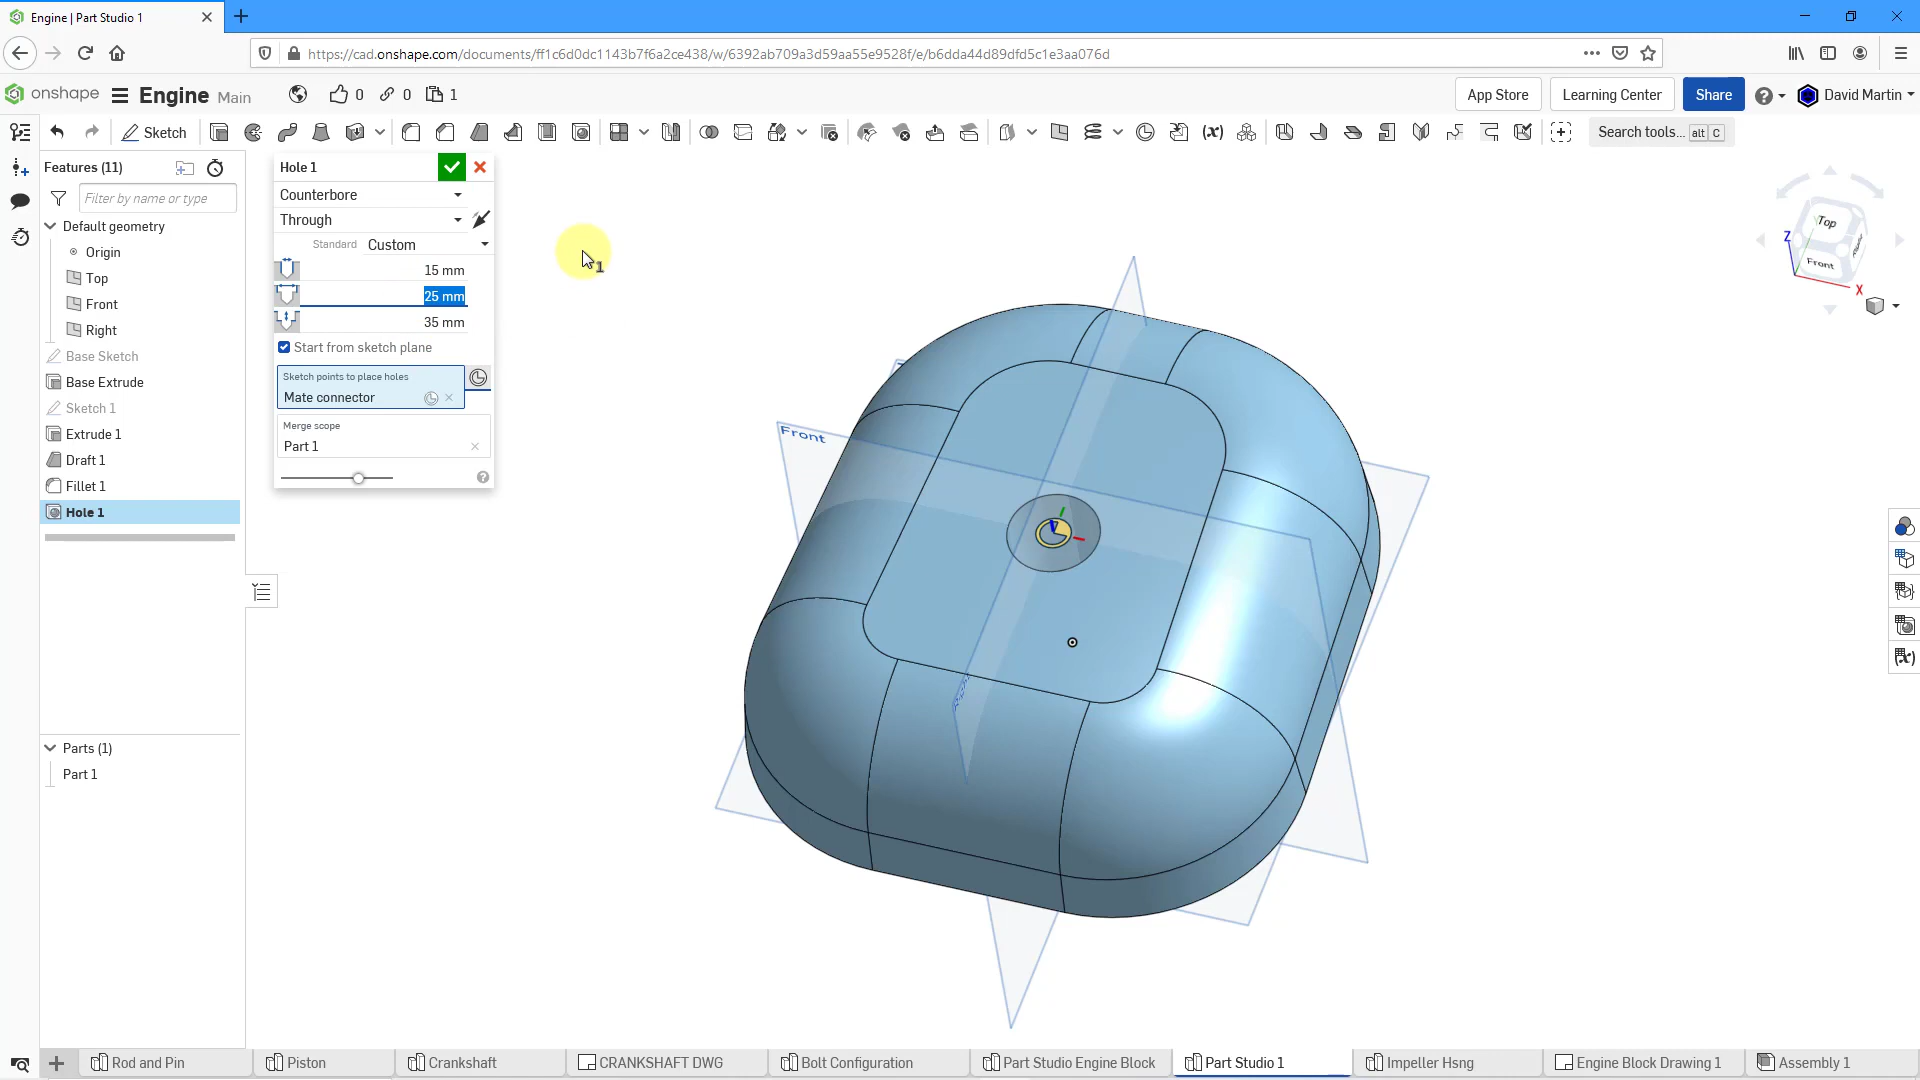 Engine | Part Studio 1
https://cad.onshape.com/documents/ff1c6d0dc1143b7f6a2ce438/w/6392ab709a3d59aa55e9528f/e/b6dda44d89dfd5c1e3aa076d
onshape Engine Main 0 0 1 App Store Learning Center Share David Martin
Sketch Search tools... alt C
Features (11)
Filter by name or type
Default geometry
Origin
Top
Front
Right
Base Sketch
Base Extrude
Sketch 1
Extrude 1
Draft 1
Fillet 1
Hole 1
Parts (1)
Part 1
Hole 1
Counterbore
Through
Standard Custom
15 mm
25 mm
35 mm
Start from sketch plane
Sketch points to place holes
Mate connector
Merge scope
Part 1
1
Front
Top
Front
Z
X
Rod and Pin Piston Crankshaft CRANKSHAFT DWG Bolt Configuration Part Studio Engine Block Part Studio 1 Impeller Hsng Engine Block Drawing 1 Assembly 1